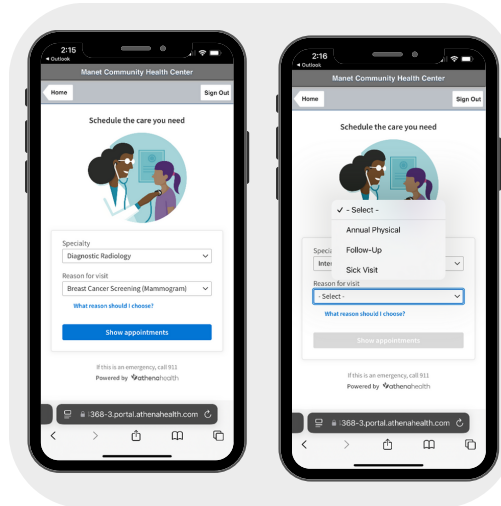 2:15
Outlook
Manet Community Health Center
Home
Sign Out
Schedule the care you need
Specialty
Diagnostic Radiology
Reason for visit
Breast Cancer Screening (Mammogram)
What reason should I choose?
Show appointments
If this is an emergency, call 911
Powered by athenahealth
368-3.portal.athenahealth.com
2:16
Outlook
Manet Community Health Center
Home
Sign Out
Schedule the care you need
- Select -
Annual Physical
Follow-Up
Sick Visit
Reason for visit
- Select -
What reason should I choose?
Show appointments
If this is an emergency, call 911
Powered by athenahealth
368-3.portal.athenahealth.com